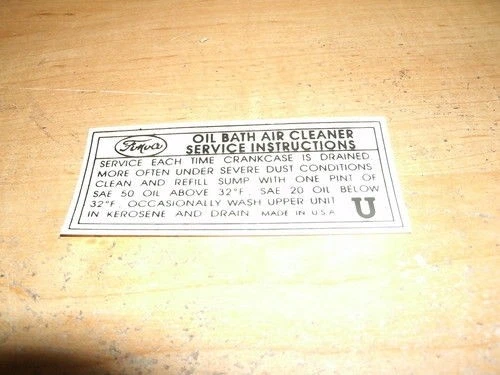 OIL BATH AIR CLEANER
SERVICE INSTRUCTIONS
SERVICE EACH TIME CRANKCASE IS DRAINED
MORE OFTEN UNDER SEVERE DUST CONDITIONS
CLEAN AND REFILL SUMP WITH ONE PINT OF
SAE 50 OIL ABOVE 32°F. SAE 20 OIL BELOW
32°F. OCCASIONALLY WASH UPPER UNIT
IN KEROSENE AND DRAIN MADE IN U.S.A. U